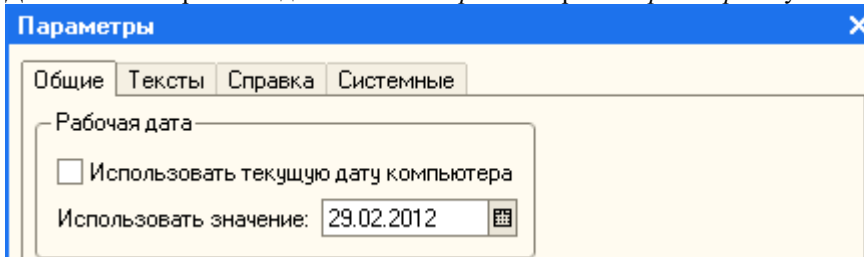 Параметры
Общие Тексты Справка Системные
Рабочая дата
Использовать текущую дату компьютера
Использовать значение: 29.02.2012